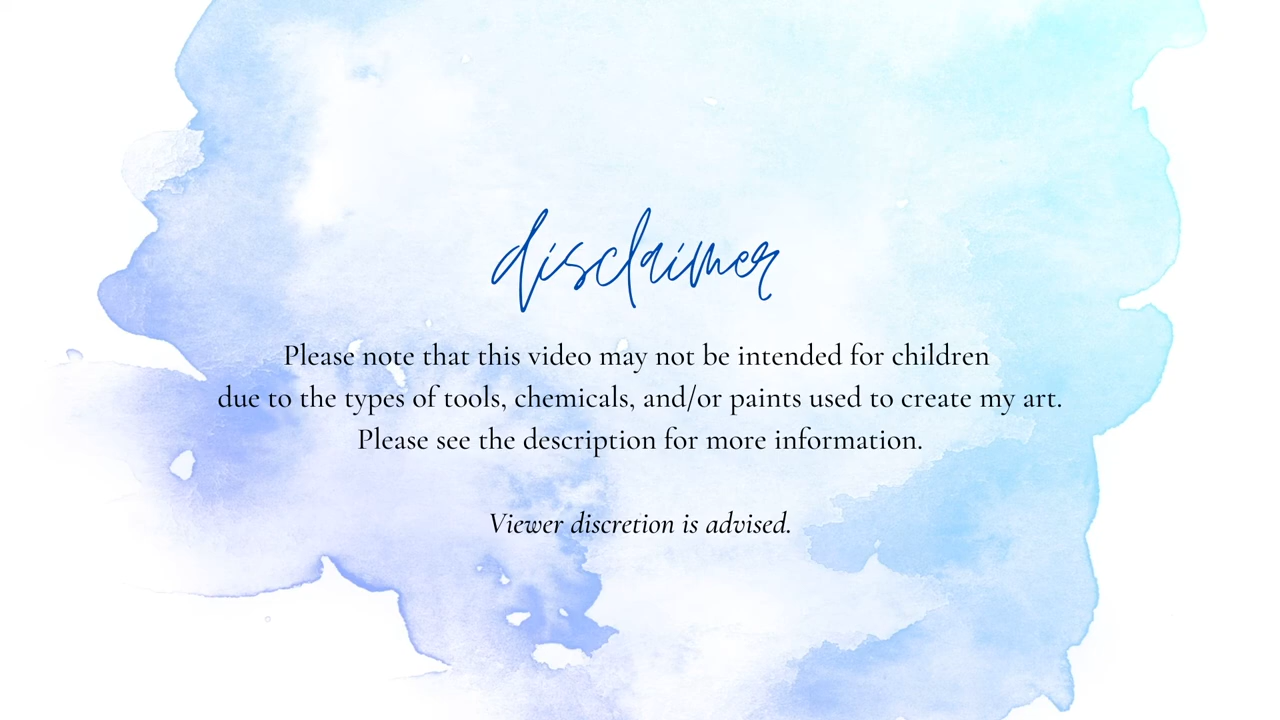 disclaimer
Please note that this video may not be intended for children
due to the types of tools, chemicals, and/or paints used to create my art.
Please see the description for more information.
Viewer discretion is advised.